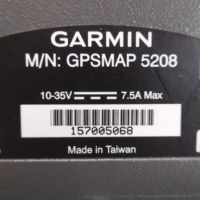 GARMIN
M/N: GPSMAP 5208
10-35V 7.5A Max
157005068
Made in Taiwan